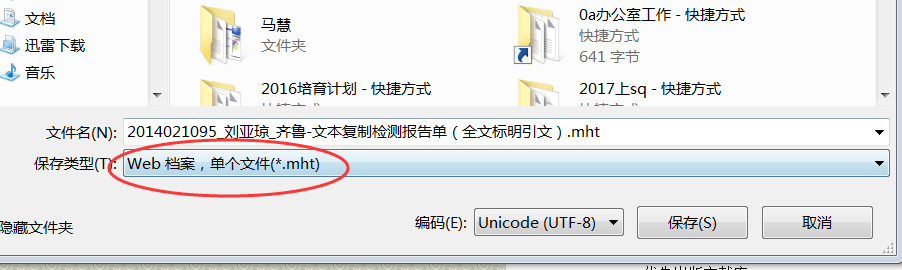 文档
迅雷下载
音乐
马慧
文件夹
0a办公室工作 - 快捷方式
快捷方式
641 字节
2016培育计划 - 快捷方式
2017上sq - 快捷方式
文件名(N): 2014021095_刘亚琼_齐鲁-文本复制检测报告单（全文标明引文）.mht
保存类型(T): Web 档案，单个文件(*.mht)
隐藏文件夹
编码(E): Unicode (UTF-8)
保存(S)
取消